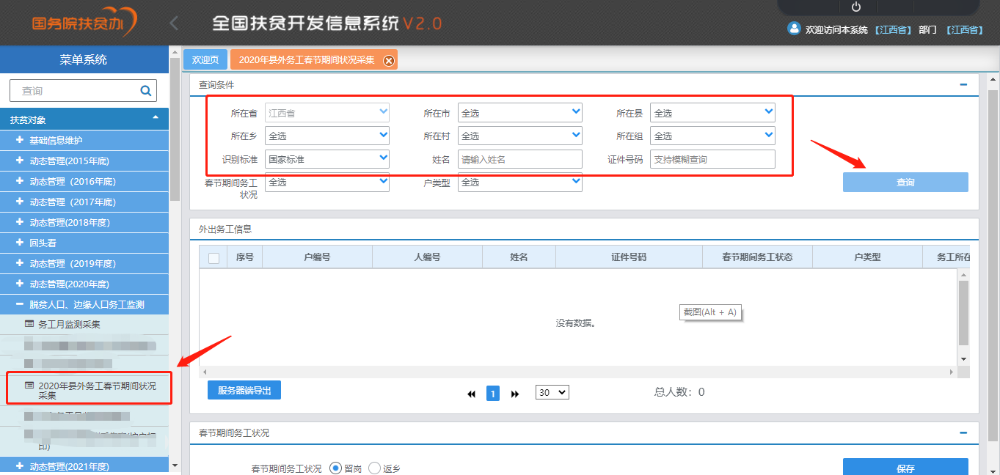 国务院扶贫办
全国扶贫开发信息系统 V2.0
欢迎访问本系统 【江西省】 部门 【江西省】
菜单系统
欢迎页
2020年县外务工春节期间状况采集
查询
扶贫对象
基础信息维护
动态管理(2015年底)
动态管理（2016年底）
动态管理（2017年底）
动态管理(2018年度)
回头看
动态管理（2019年度）
动态管理(2020年度)
脱贫人口、边缘人口务工监测
务工月监测采集
2020年县外务工春节期间状况
采集
印)
动态管理(2021年度)
查询条件
所在省 江西省 所在市 全选 所在县 全选
所在乡 全选 所在村 全选 所在组 全选
识别标准 国家标准 姓名 请输入姓名 证件号码 支持模糊查询
春节期间务工
状况 全选 户类型 全选 查询
外出务工信息
序号 户编号 人编号 姓名 证件号码 春节期间务工状态 户类型 务工所在
截图(Alt + A)
没有数据。
服务器端导出 1 30 总人数：0
春节期间务工状况
春节期间务工状况 留岗 返乡 保存